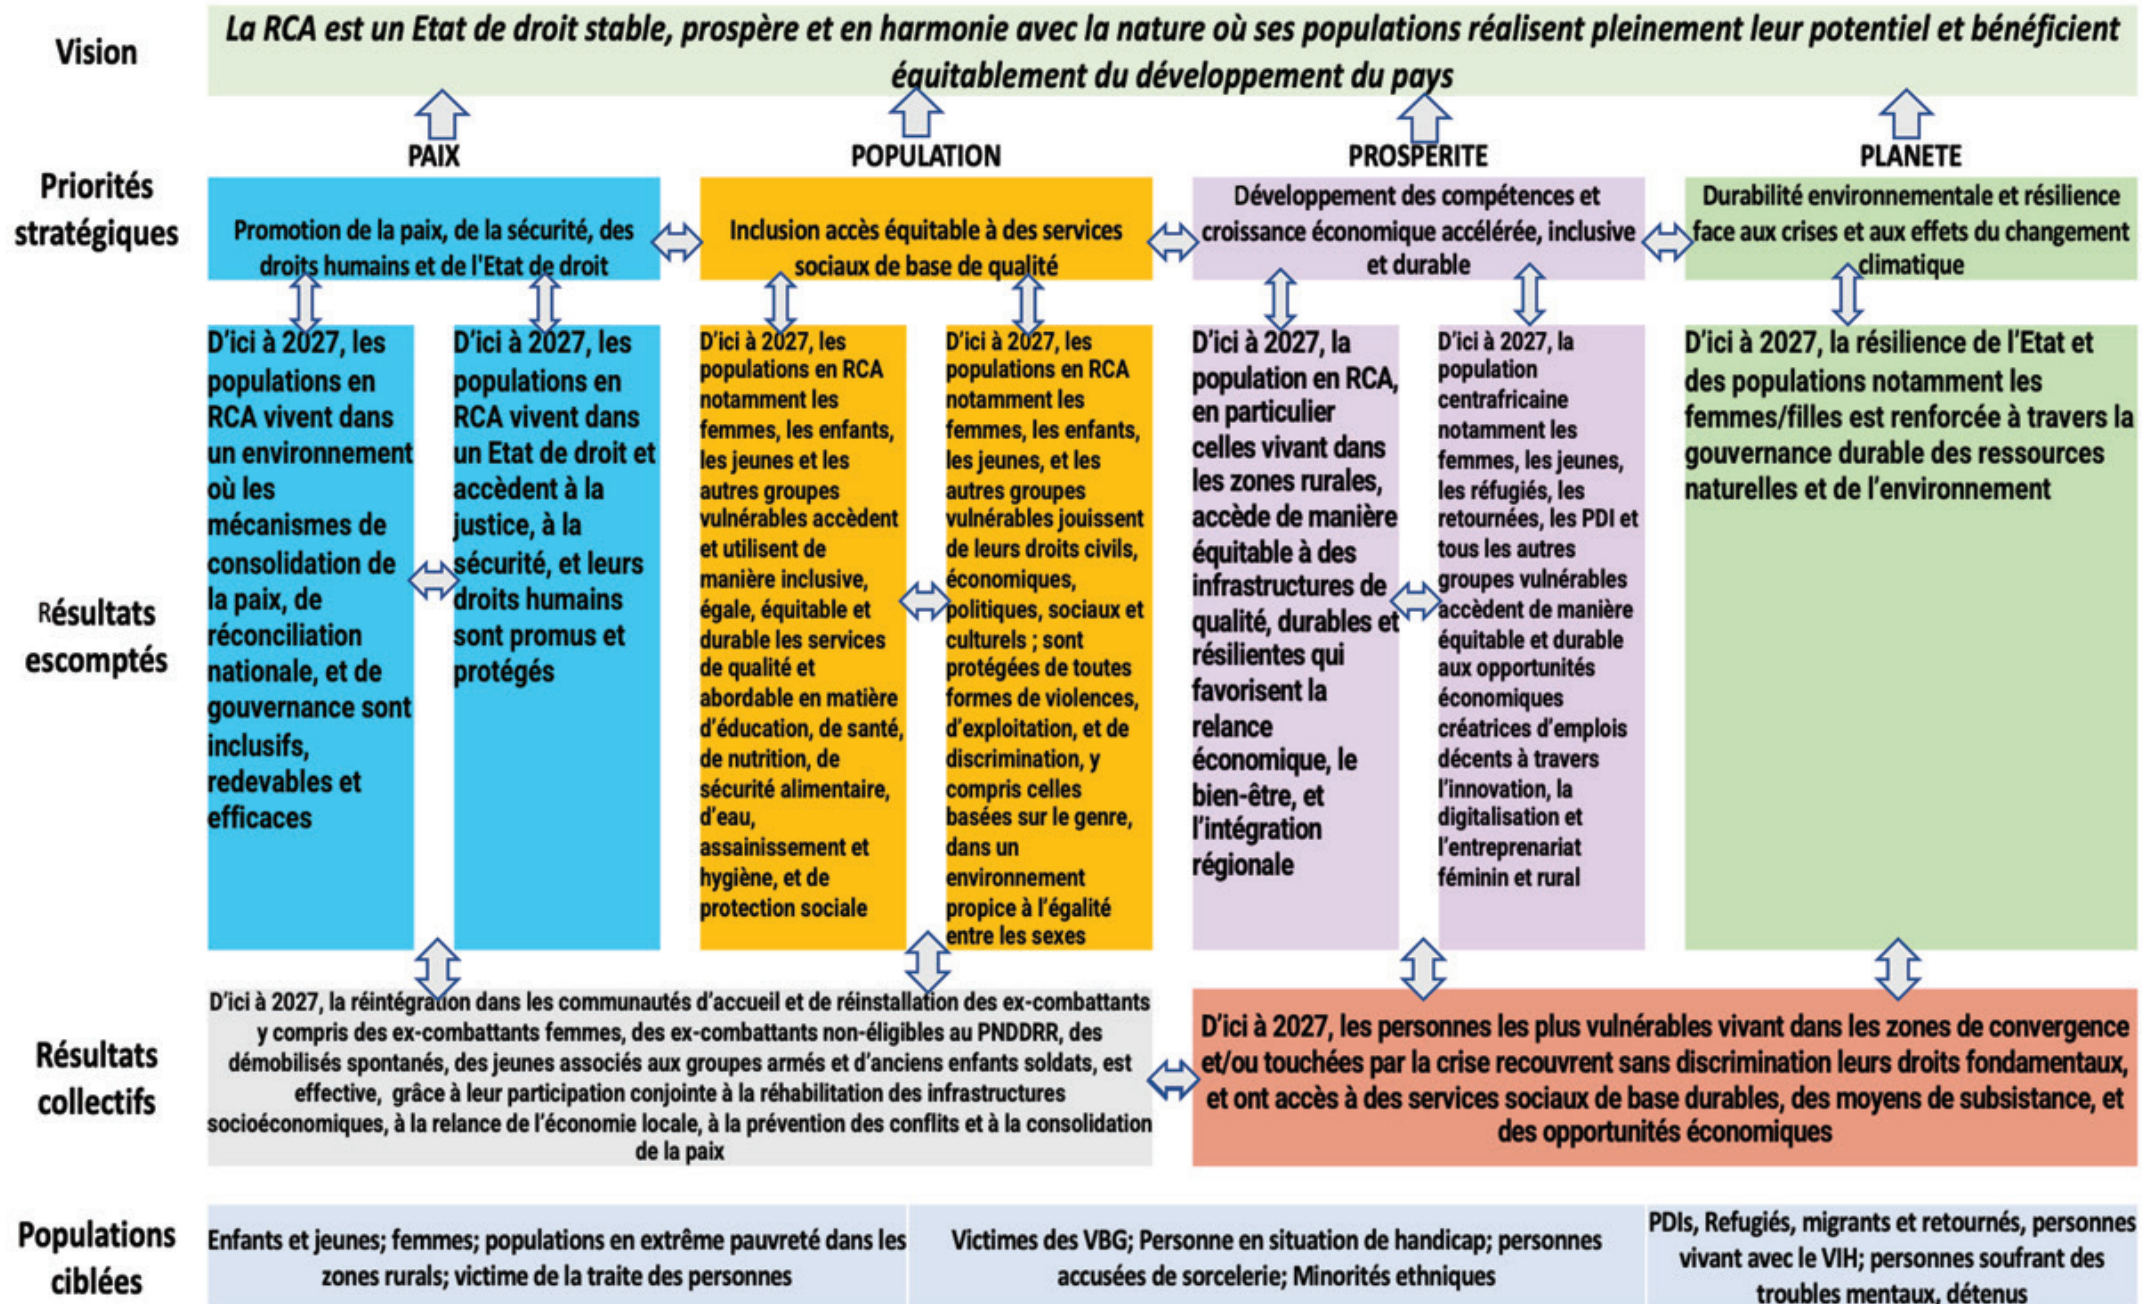 Vision
La RCA est un Etat de droit stable, prospère et en harmonie avec la nature où ses populations réalisent pleinement leur potentiel et bénéficient
équitablement du développement du pays
Priorités
stratégiques
PAIX
Promotion de la paix, de la sécurité, des
droits humains et de l'Etat de droit
POPULATION
Inclusion accès équitable à des services
sociaux de base de qualité
PROSPERITE
Développement des compétences et
croissance économique accélérée, inclusive
et durable
PLANETE
Durabilité environnementale et résilience
face aux crises et aux effets du changement
climatique
Résultats
escomptés
D'ici à 2027, les
populations en
RCA vivent dans
un environnement
où les
mécanismes de
consolidation de
la paix, de
réconciliation
nationale, et de
gouvernance sont
inclusifs,
redevables et
efficaces
D'ici à 2027, les
populations en
RCA vivent dans
un Etat de droit et
accèdent à la
justice, à la
sécurité, et leurs
droits humains
sont promus et
protégés
D'ici à 2027, les
populations en RCA
notamment les
femmes, les enfants,
les jeunes et les
autres groupes
vulnérables accèdent
et utilisent de
manière inclusive,
égale, équitable et
durable les services
de qualité et
abordable en matière
d'éducation, de santé,
de nutrition, de
sécurité alimentaire,
d'eau,
assainissement et
hygiène, et de
protection sociale
D'ici à 2027, les
populations en RCA
notamment les
femmes, les enfants,
les jeunes, et les
autres groupes
vulnérables jouissent
de leurs droits civils,
économiques,
politiques, sociaux et
culturels ; sont
protégées de toutes
formes de violences,
d'exploitation, et de
discrimination, y
compris celles
basées sur le genre,
dans un
environnement
propice à l'égalité
entre les sexes
D'ici à 2027, la
population en RCA,
en particulier
celles vivant dans
les zones rurales,
accède de manière
équitable à des
infrastructures de
qualité, durables et
résilientes qui
favorisent la
relance
économique, le
bien-être, et
l'intégration
régionale
D'ici à 2027, la
population
centrafricaine
notamment les
femmes, les jeunes,
les réfugiés, les
retournées, les PDI et
tous les autres
groupes vulnérables
accèdent de manière
équitable et durable
aux opportunités
économiques
créatrices d'emplois
décents à travers
l'innovation, la
digitalisation et
l'entreprenariat
féminin et rural
D'ici à 2027, la résilience de l'Etat et
des populations notamment les
femmes/filles est renforcée à travers la
gouvernance durable des ressources
naturelles et de l'environnement
Résultats
collectifs
D'ici à 2027, la réintégration dans les communautés d'accueil et de réinstallation des ex-combattants
y compris des ex-combattants femmes, des ex-combattants non-éligibles au PNDDRR, des
démobilisés spontanés, des jeunes associés aux groupes armés et d'anciens enfants soldats, est
effective, grâce à leur participation conjointe à la réhabilitation des infrastructures
socioéconomiques, à la relance de l'économie locale, à la prévention des conflits et à la consolidation
de la paix
D'ici à 2027, les personnes les plus vulnérables vivant dans les zones de convergence
et/ou touchées par la crise recouvrent sans discrimination leurs droits fondamentaux,
et ont accès à des services sociaux de base durables, des moyens de subsistance, et
des opportunités économiques
Populations
ciblées
Enfants et jeunes; femmes; populations en extrême pauvreté dans les
zones rurals; victime de la traite des personnes
Victimes des VBG; Personne en situation de handicap; personnes
accusées de sorcelerie; Minorités ethniques
PDIs, Refugiés, migrants et retournés, personnes
vivant avec le VIH; personnes soufrant des
troubles mentaux, détenus